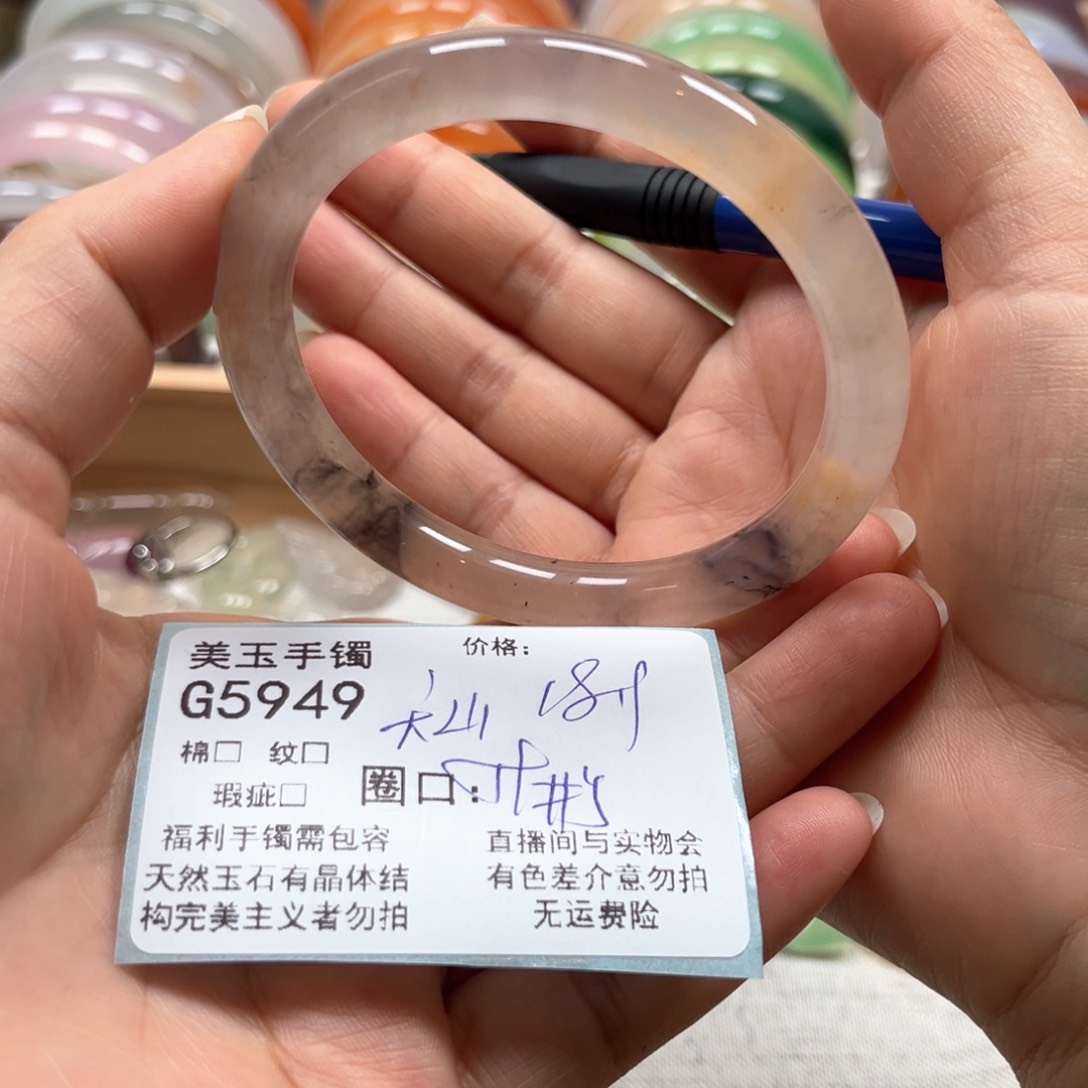 美玉手镯 价格:
G5949
棉□ 纹□
瑕疵□ 圈口:
福利手镯需包容 直播间与实物会
天然玉石有晶体结 有色差介意勿拍
构完美主义者勿拍 无运费险